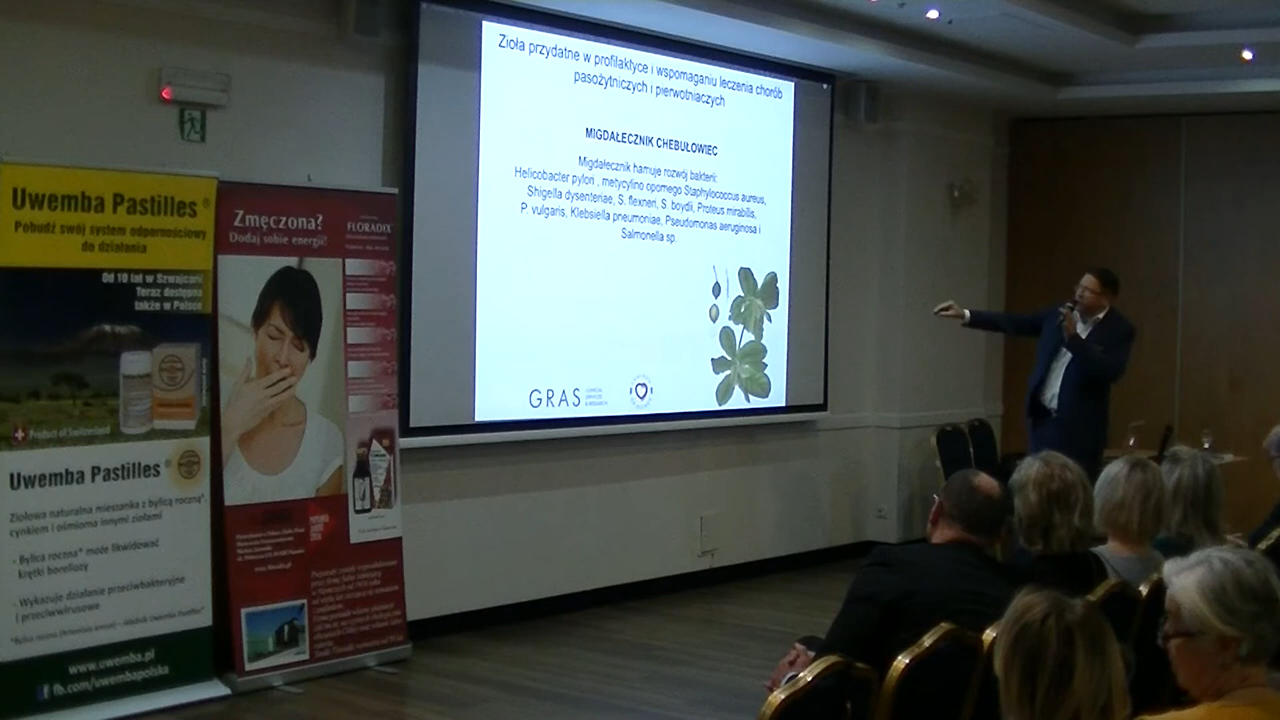 Zioła przydatne w profilaktyce i wspomaganiu leczenia chorób
pasożytniczych i pierwotniaczych
MIGDAŁECZNIK CHEBUŁOWIEC
Migdałecznik hamuje rozwój bakterii:
Helicobacter pylori , metycylino opornego Staphylococcus aureus,
Shigella dysenteriae, S. flexneri, S. boydii, Proteus mirabilis,
P. vulgaris, Klebsiella pneumoniae, Pseudomonas aeruginosa i
Salmonella sp.
GRAS
Uwemba Pastilles ®
Pobudź swój system odpornościowy
do działania
Od 10 lat w Szwajcarii
Teraz dostępna
także w Polsce
Product of Switzerland
Uwemba Pastilles ®
Ziołowa naturalna mieszanka z bylicą roczną*,
cynkiem i ośmioma innymi ziołami
- Bylica roczna* może likwidować
krętki boreliozy
- Wykazuje działanie przeciwbakteryjne
i przeciwwirusowe
www.uwemba.pl
fb.com/uwembapolska
Zmęczona?
Dodaj sobie energii!
FLORADIX